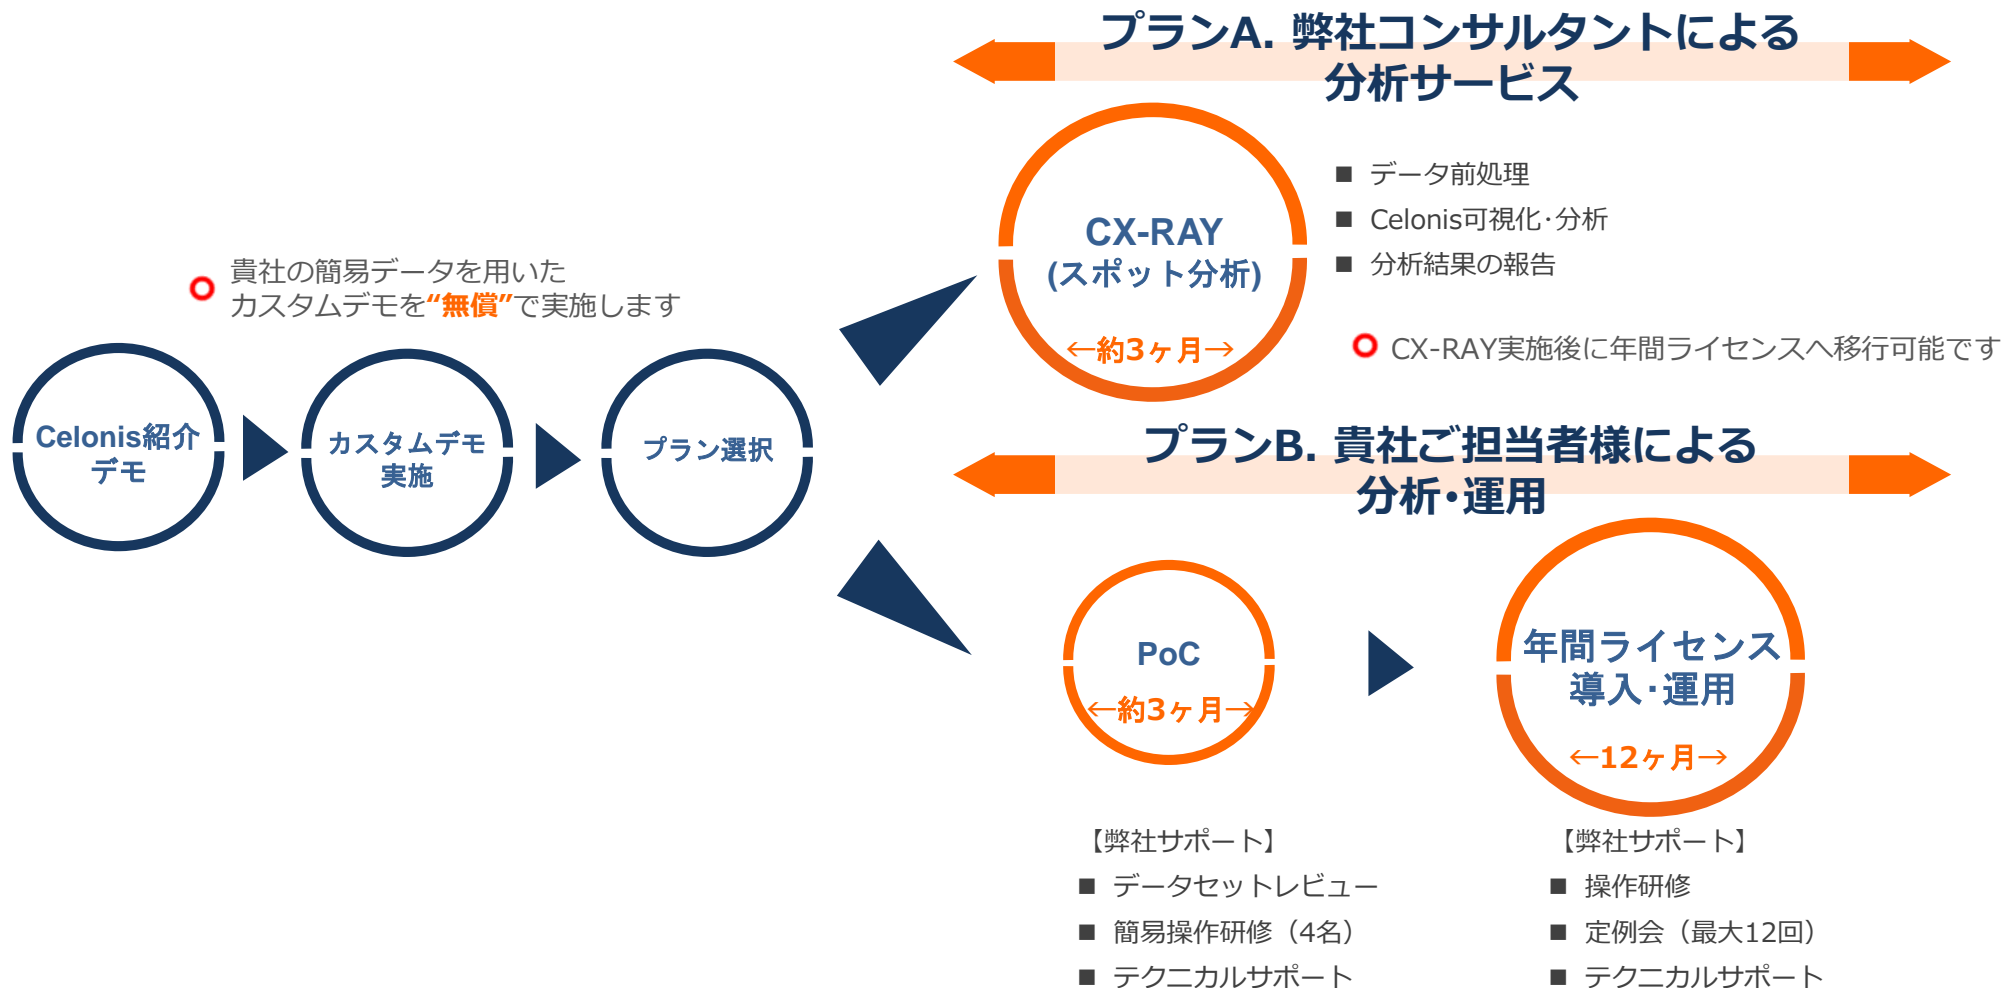 プランA. 弊社コンサルタントによる
分析サービス
CX-RAY
(スポット分析)
←約3ヶ月→
■ データ前処理
■ Celonis可視化・分析
■ 分析結果の報告
CX-RAY実施後に年間ライセンスへ移行可能です
貴社の簡易データを用いた
カスタムデモを“無償”で実施します
Celonis紹介
デモ
カスタムデモ
実施
プラン選択
プランB. 貴社ご担当者様による
分析・運用
PoC
←約3ヶ月→
年間ライセンス
導入・運用
←12ヶ月→
【弊社サポート】
■ データセットレビュー
■ 簡易操作研修（4名）
■ テクニカルサポート
【弊社サポート】
■ 操作研修
■ 定例会（最大12回）
■ テクニカルサポート